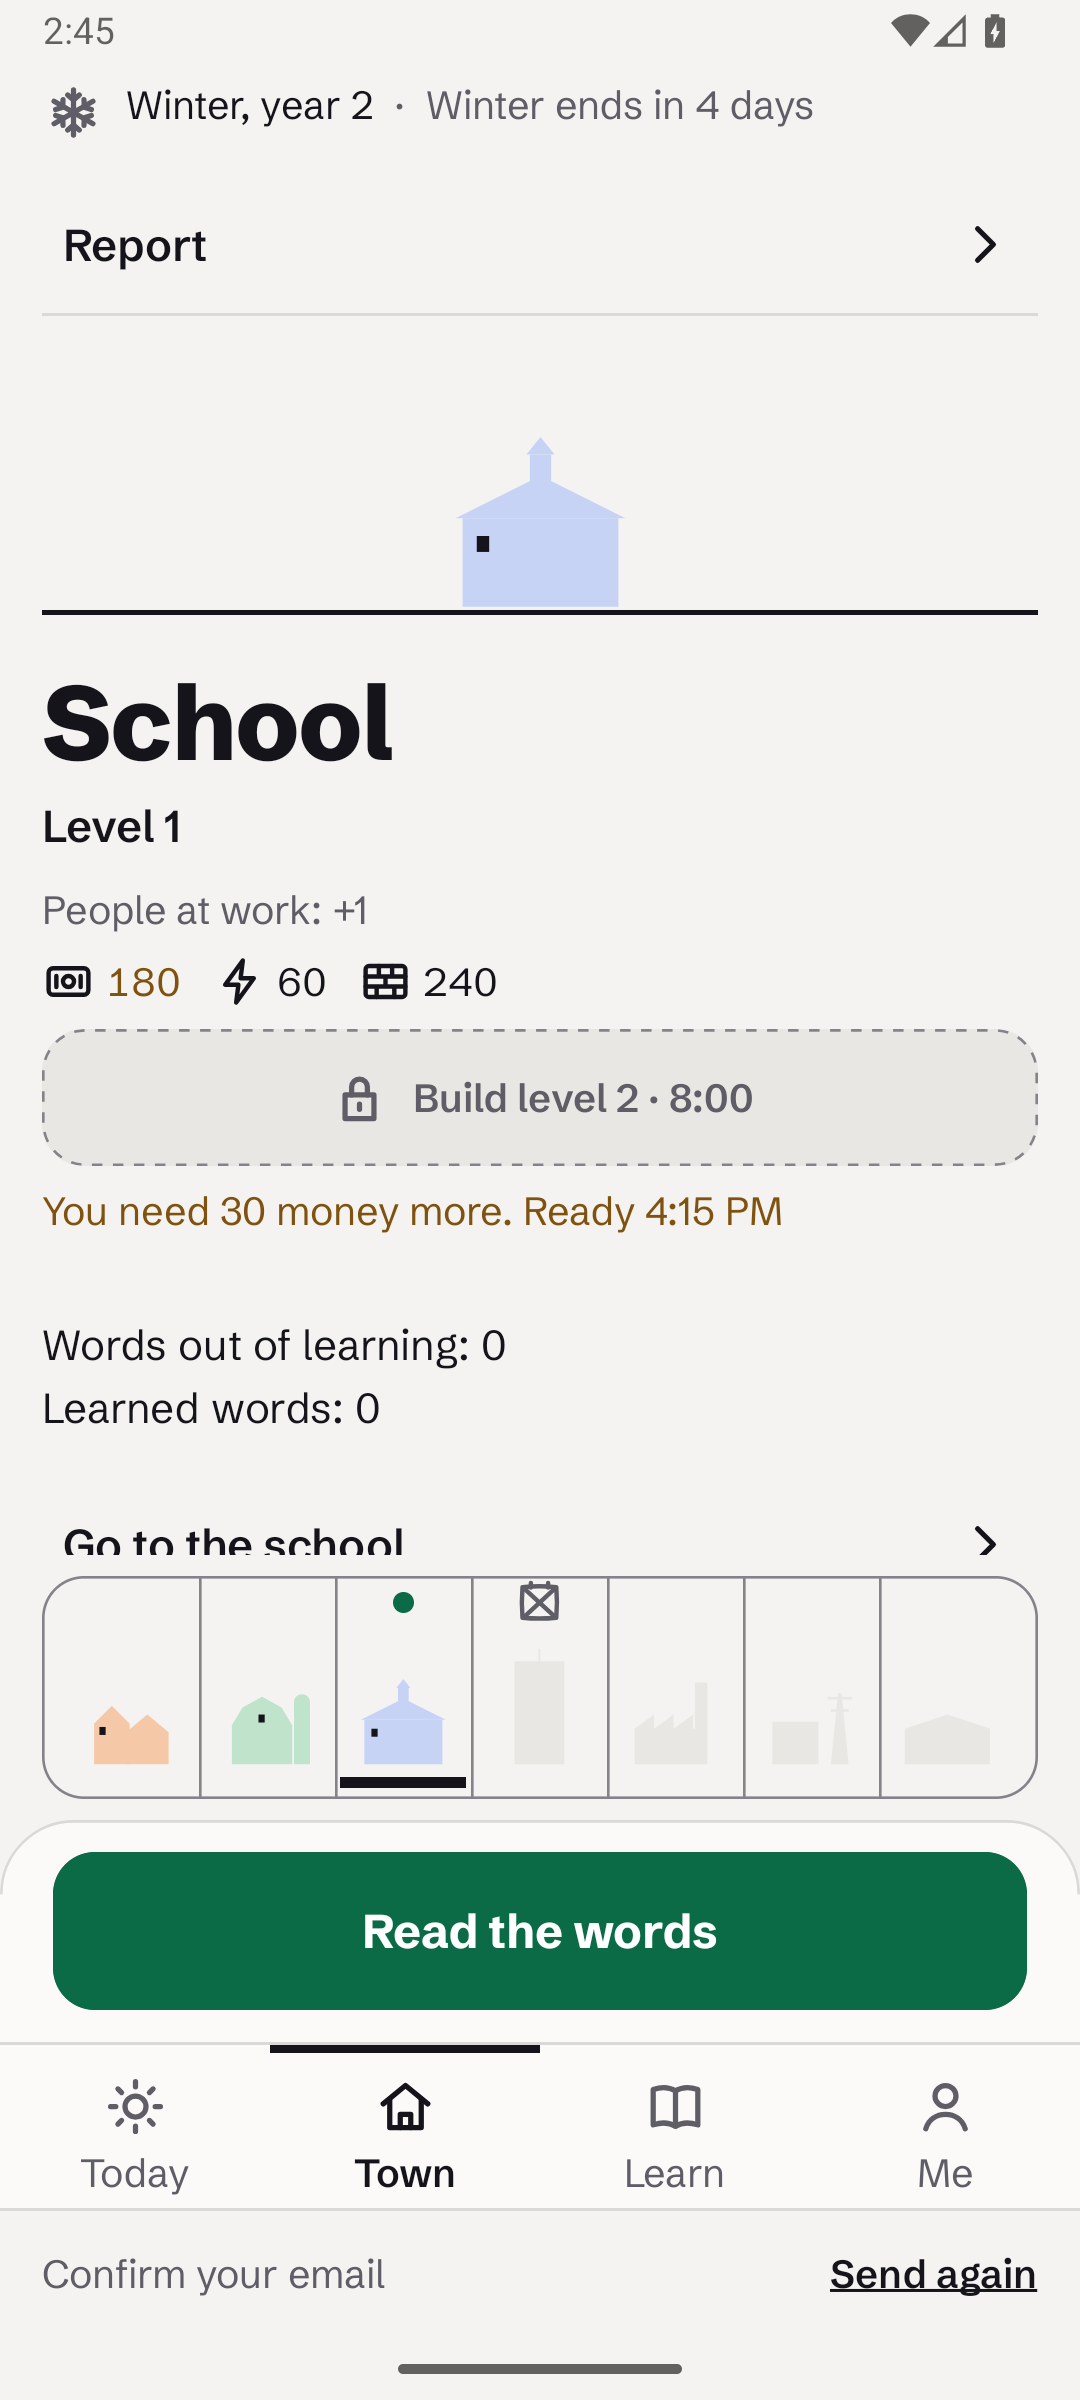 2:45
Winter, year 2 · Winter ends in 4 days
Report
School
Level 1
People at work: +1
180 60 240
Build level 2 · 8:00
You need 30 money more. Ready 4:15 PM
Words out of learning: 0
Learned words: 0
Go to the school
Read the words
Today Town Learn Me
Confirm your email Send again